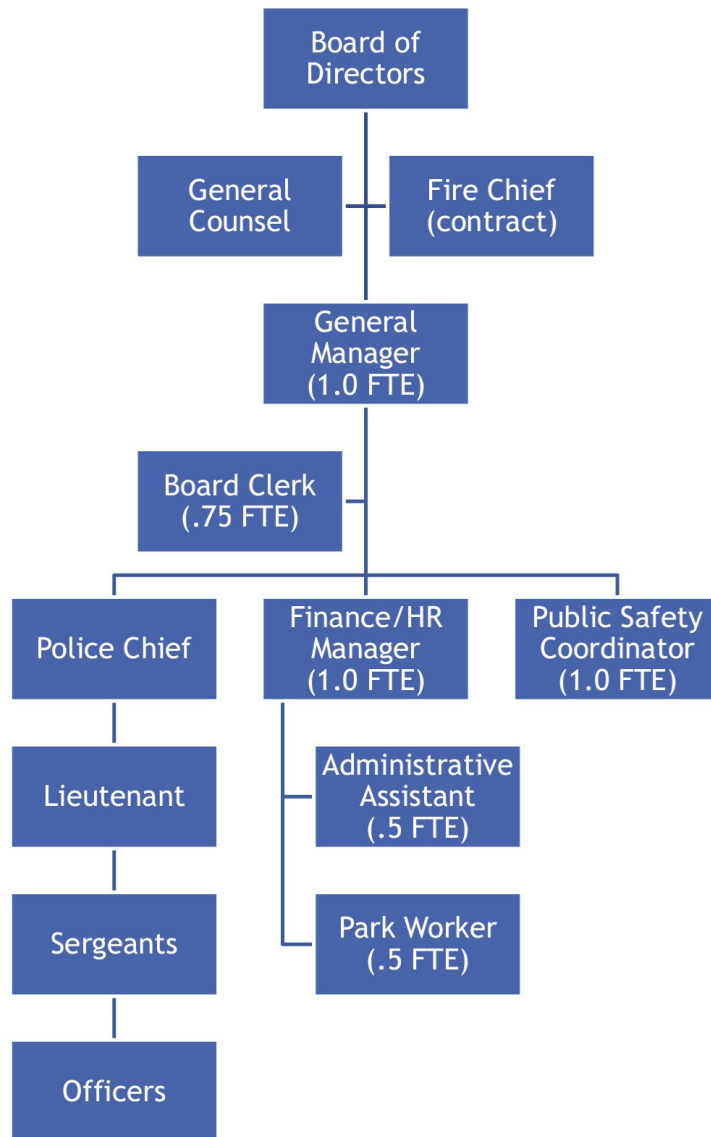 Board of
Directors
General
Counsel
Fire Chief
(contract)
General
Manager
(1.0 FTE)
Board Clerk
(.75 FTE)
Police Chief
Finance/HR
Manager
(1.0 FTE)
Public Safety
Coordinator
(1.0 FTE)
Lieutenant
Administrative
Assistant
(.5 FTE)
Sergeants
Park Worker
(.5 FTE)
Officers